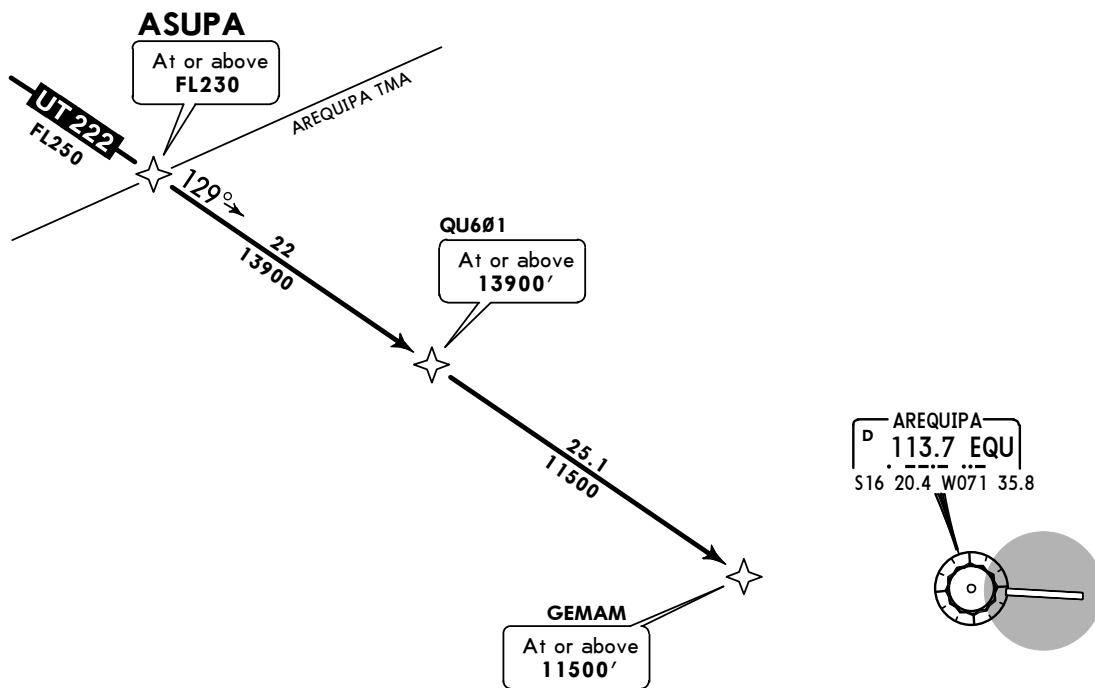 ASUPA
At or above
FL230
AREQUIPA TMA
UT 222
FL250
129°
22
13900
QU6Ø1
At or above
13900′
25.1
11500
AREQUIPA
D 113.7 EQU
S16 20.4 W071 35.8
GEMAM
At or above
11500′